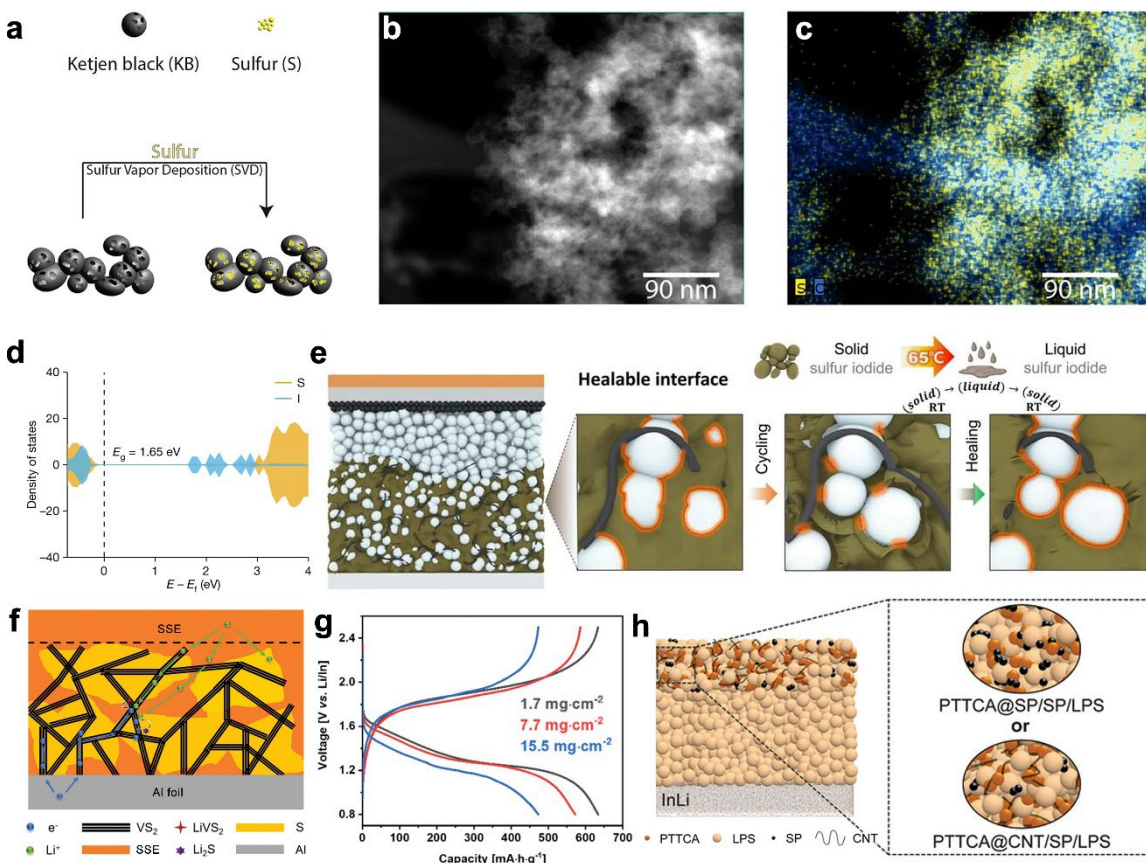 a
Ketjen black (KB)
Sulfur (S)
Sulfur
Sulfur Vapor Deposition (SVD)
b
90 nm
c
S
C
90 nm
d
Density of states
40
20
0
−20
−40
S
I
Eg = 1.65 eV
0 1 2 3 4
E − Ef (eV)
e
Healable interface
Solid
sulfur iodide
65℃
Liquid
sulfur iodide
(solid) → (liquid) → (solid)
RT RT
Cycling
Healing
f
SSE
Al foil
e- VS2 LiVS2 S
Li+ SSE Li2S Al
g
Voltage [V vs. Li/In]
2.4
2.0
1.6
1.2
0.8
1.7 mg·cm-2
7.7 mg·cm-2
15.5 mg·cm-2
0 100 200 300 400 500 600 700
Capacity [mA·h·g-1]
h
InLi
PTTCA LPS SP CNT
PTTCA@SP/SP/LPS
or
PTTCA@CNT/SP/LPS